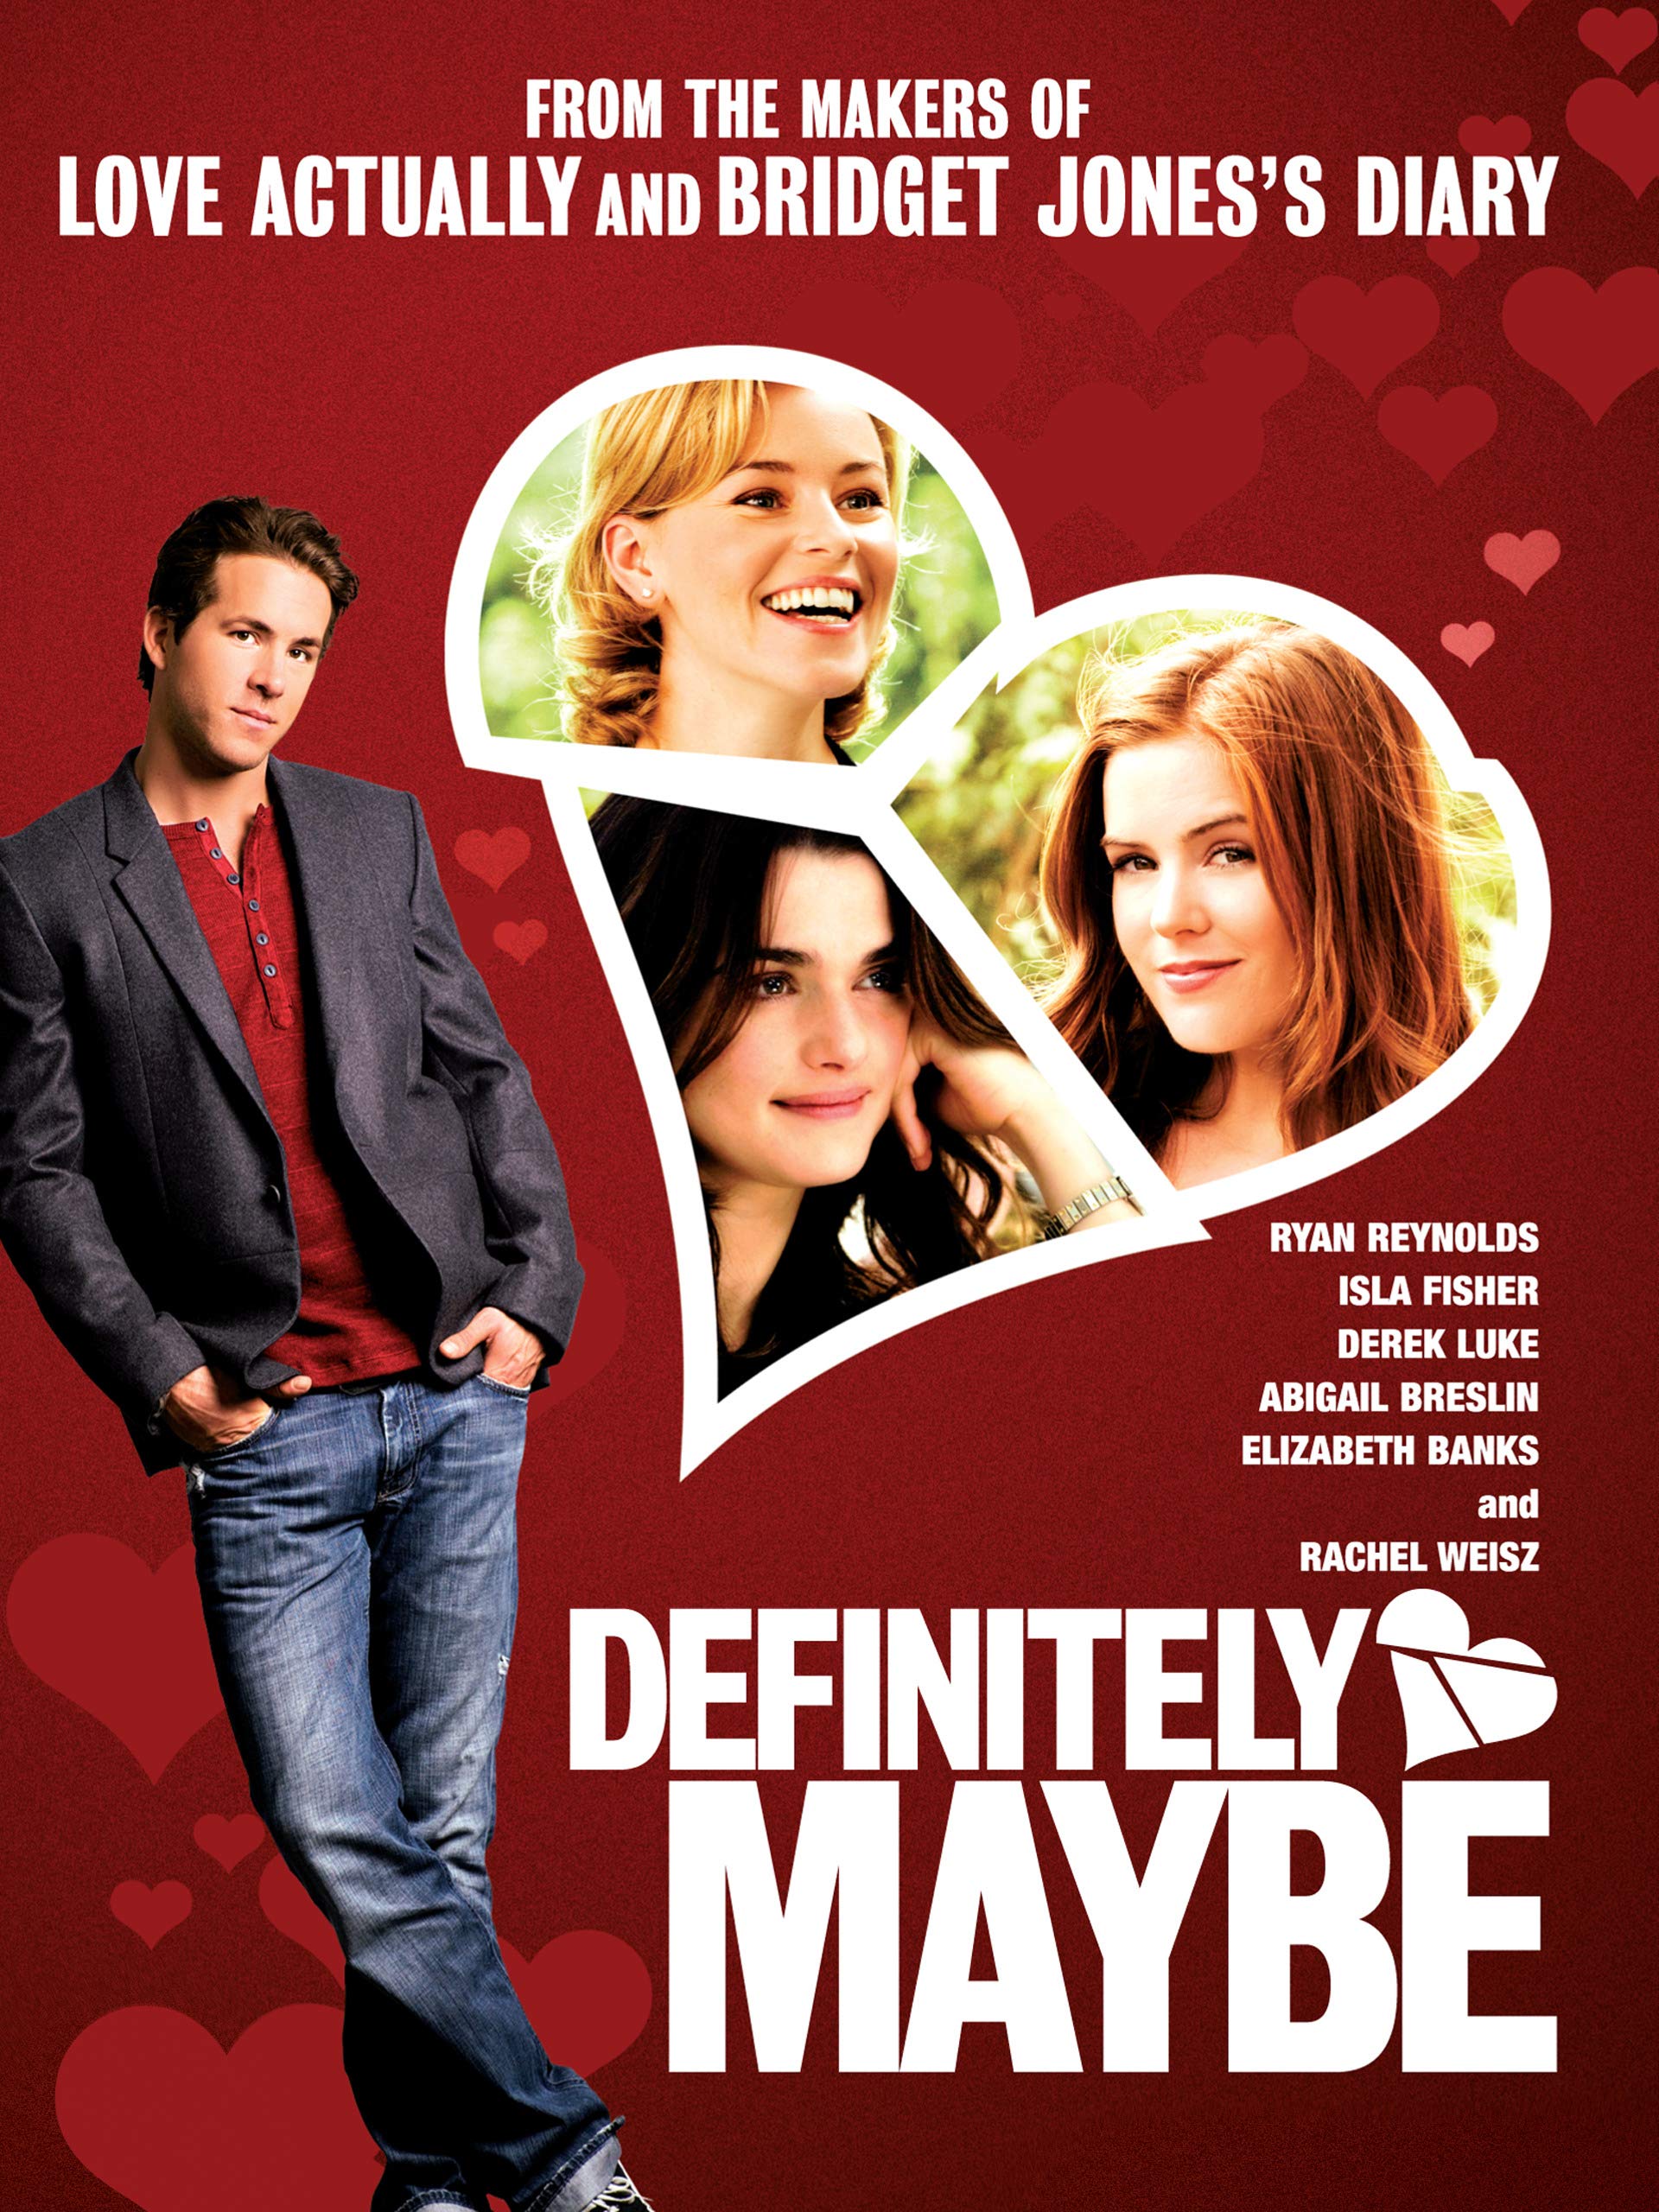 FROM THE MAKERS OF
LOVE ACTUALLY AND BRIDGET JONES'S DIARY
RYAN REYNOLDS
ISLA FISHER
DEREK LUKE
ABIGAIL BRESLIN
ELIZABETH BANKS
and
RACHEL WEISZ
DEFINITELY
MAYBE